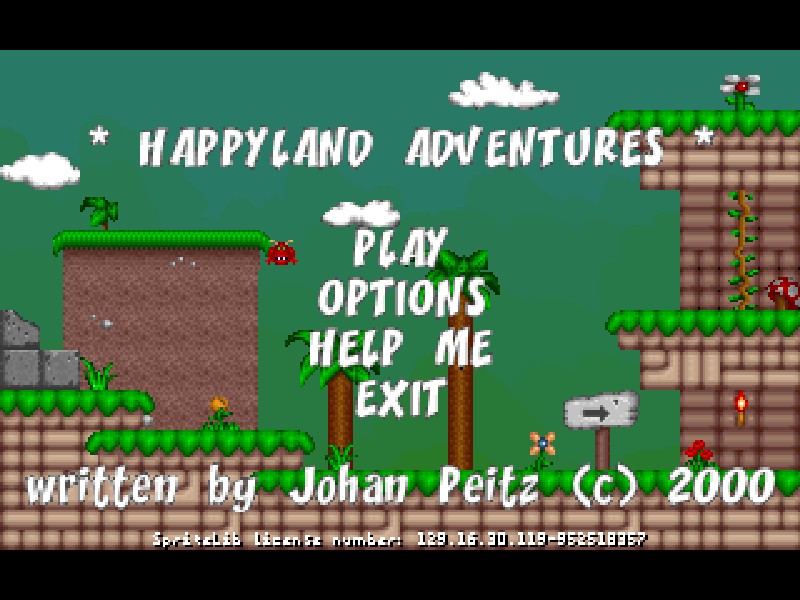 * HAPPYLAND ADVENTURES *
PLAY
OPTIONS
HELP ME
EXIT
written by Johan Peitz (c) 2000
SpriteLib license number: 129.16.30.119-952518357